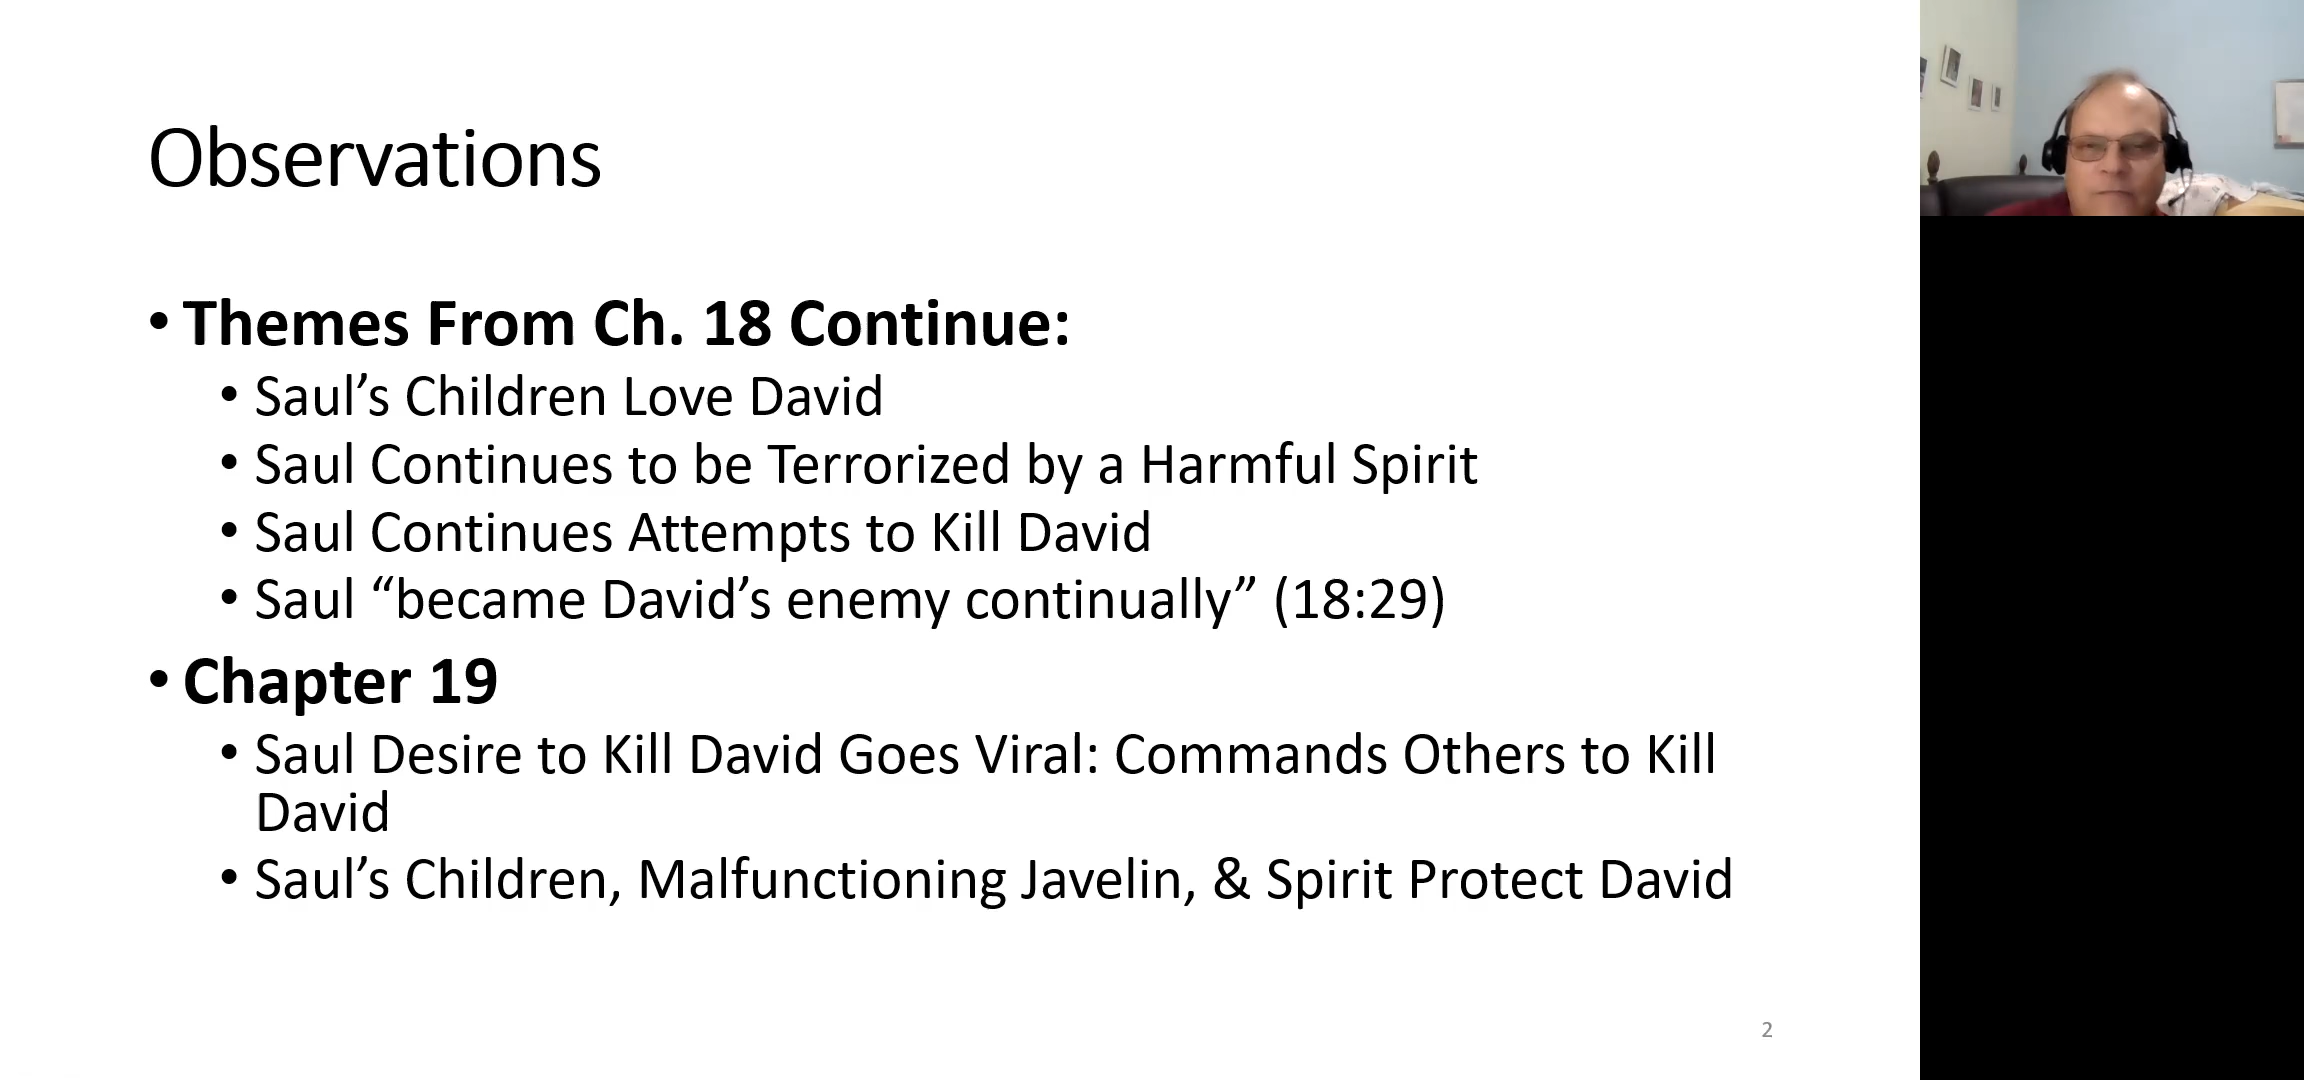 Observations
• Themes From Ch. 18 Continue:
• Saul’s Children Love David
• Saul Continues to be Terrorized by a Harmful Spirit
• Saul Continues Attempts to Kill David
• Saul “became David’s enemy continually” (18:29)
• Chapter 19
• Saul Desire to Kill David Goes Viral: Commands Others to Kill
David
• Saul’s Children, Malfunctioning Javelin, & Spirit Protect David
2